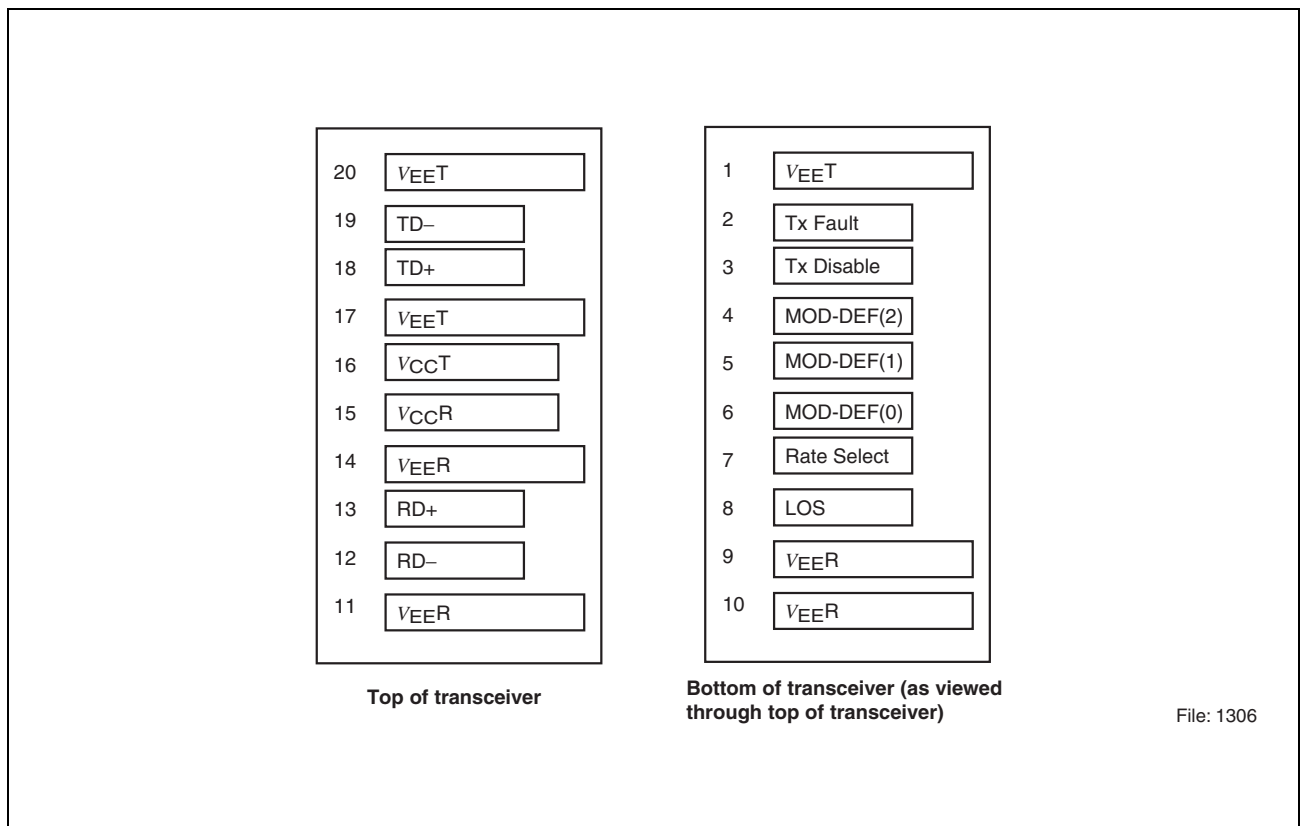 20 VEET
19 TD–
18 TD+
17 VEET
16 VCCT
15 VCCR
14 VEER
13 RD+
12 RD–
11 VEER
Top of transceiver
1 VEET
2 Tx Fault
3 Tx Disable
4 MOD-DEF(2)
5 MOD-DEF(1)
6 MOD-DEF(0)
7 Rate Select
8 LOS
9 VEER
10 VEER
Bottom of transceiver (as viewed
through top of transceiver)
File: 1306